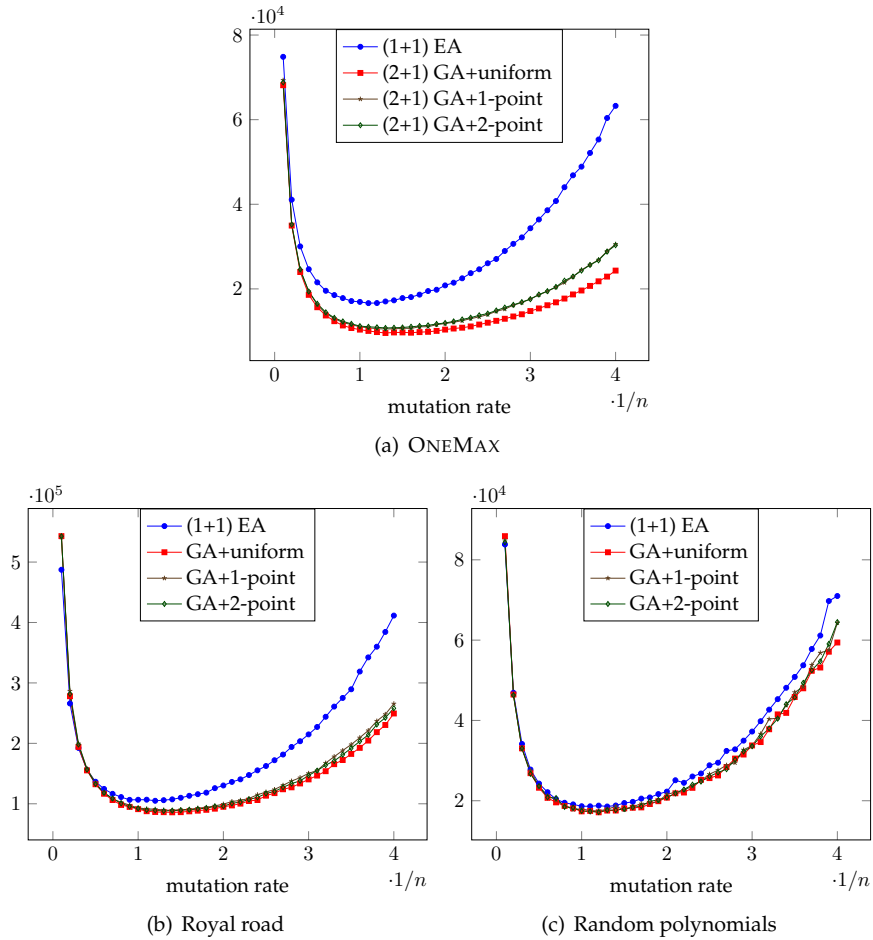 ·10⁴
8
6
4
2
(1+1) EA
(2+1) GA+uniform
(2+1) GA+1-point
(2+1) GA+2-point
0 1 2 3 4
mutation rate ·1/n
(a) ONEMAX
·10⁵
5
4
3
2
1
(1+1) EA
GA+uniform
GA+1-point
GA+2-point
0 1 2 3 4
mutation rate ·1/n
(b) Royal road
·10⁴
8
6
4
2
(1+1) EA
GA+uniform
GA+1-point
GA+2-point
0 1 2 3 4
mutation rate ·1/n
(c) Random polynomials